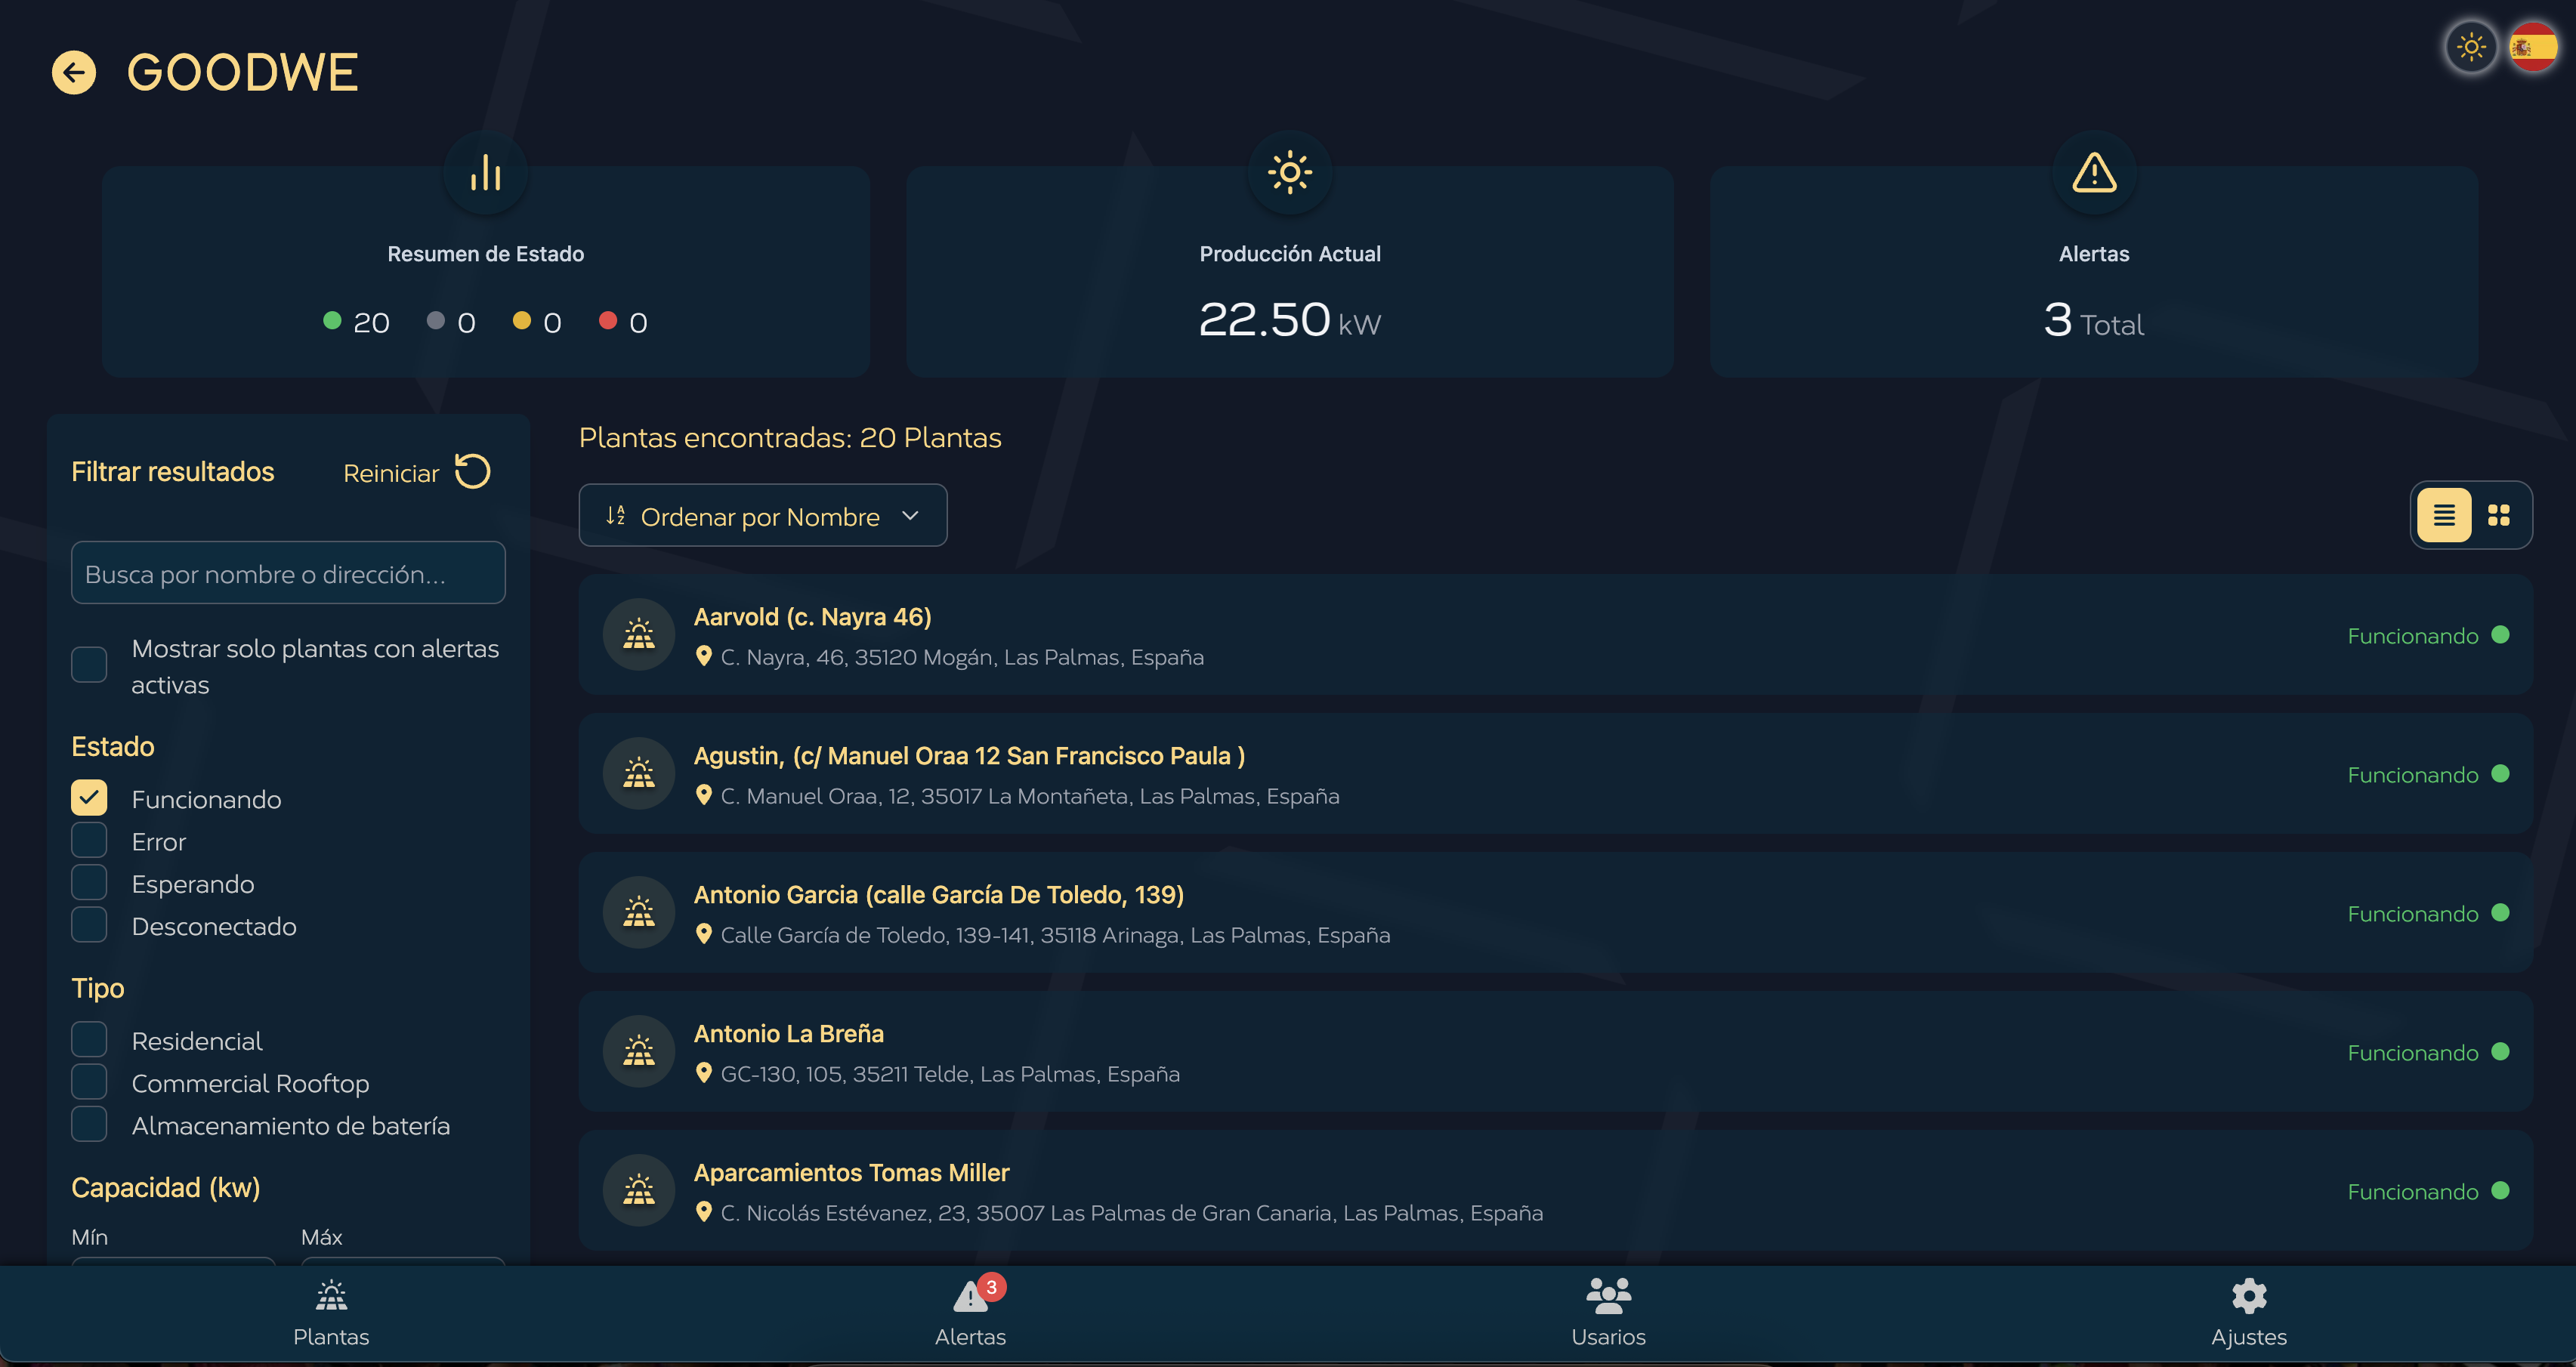 GOODWE
Resumen de Estado
20 0 0 0
Producción Actual
22.50 kW
Alertas
3 Total
Filtrar resultados Reiniciar
Busca por nombre o dirección...
Mostrar solo plantas con alertas
activas
Estado
Funcionando
Error
Esperando
Desconectado
Tipo
Residencial
Commercial Rooftop
Almacenamiento de batería
Capacidad (kw)
Mín Máx
Plantas encontradas: 20 Plantas
Ordenar por Nombre
Aarvold (c. Nayra 46)
C. Nayra, 46, 35120 Mogán, Las Palmas, España
Funcionando
Agustin, (c/ Manuel Oraa 12 San Francisco Paula )
C. Manuel Oraa, 12, 35017 La Montañeta, Las Palmas, España
Funcionando
Antonio Garcia (calle García De Toledo, 139)
Calle García de Toledo, 139-141, 35118 Arinaga, Las Palmas, España
Funcionando
Antonio La Breña
GC-130, 105, 35211 Telde, Las Palmas, España
Funcionando
Aparcamientos Tomas Miller
C. Nicolás Estévanez, 23, 35007 Las Palmas de Gran Canaria, Las Palmas, España
Funcionando
Plantas
3
Alertas
Usarios
Ajustes